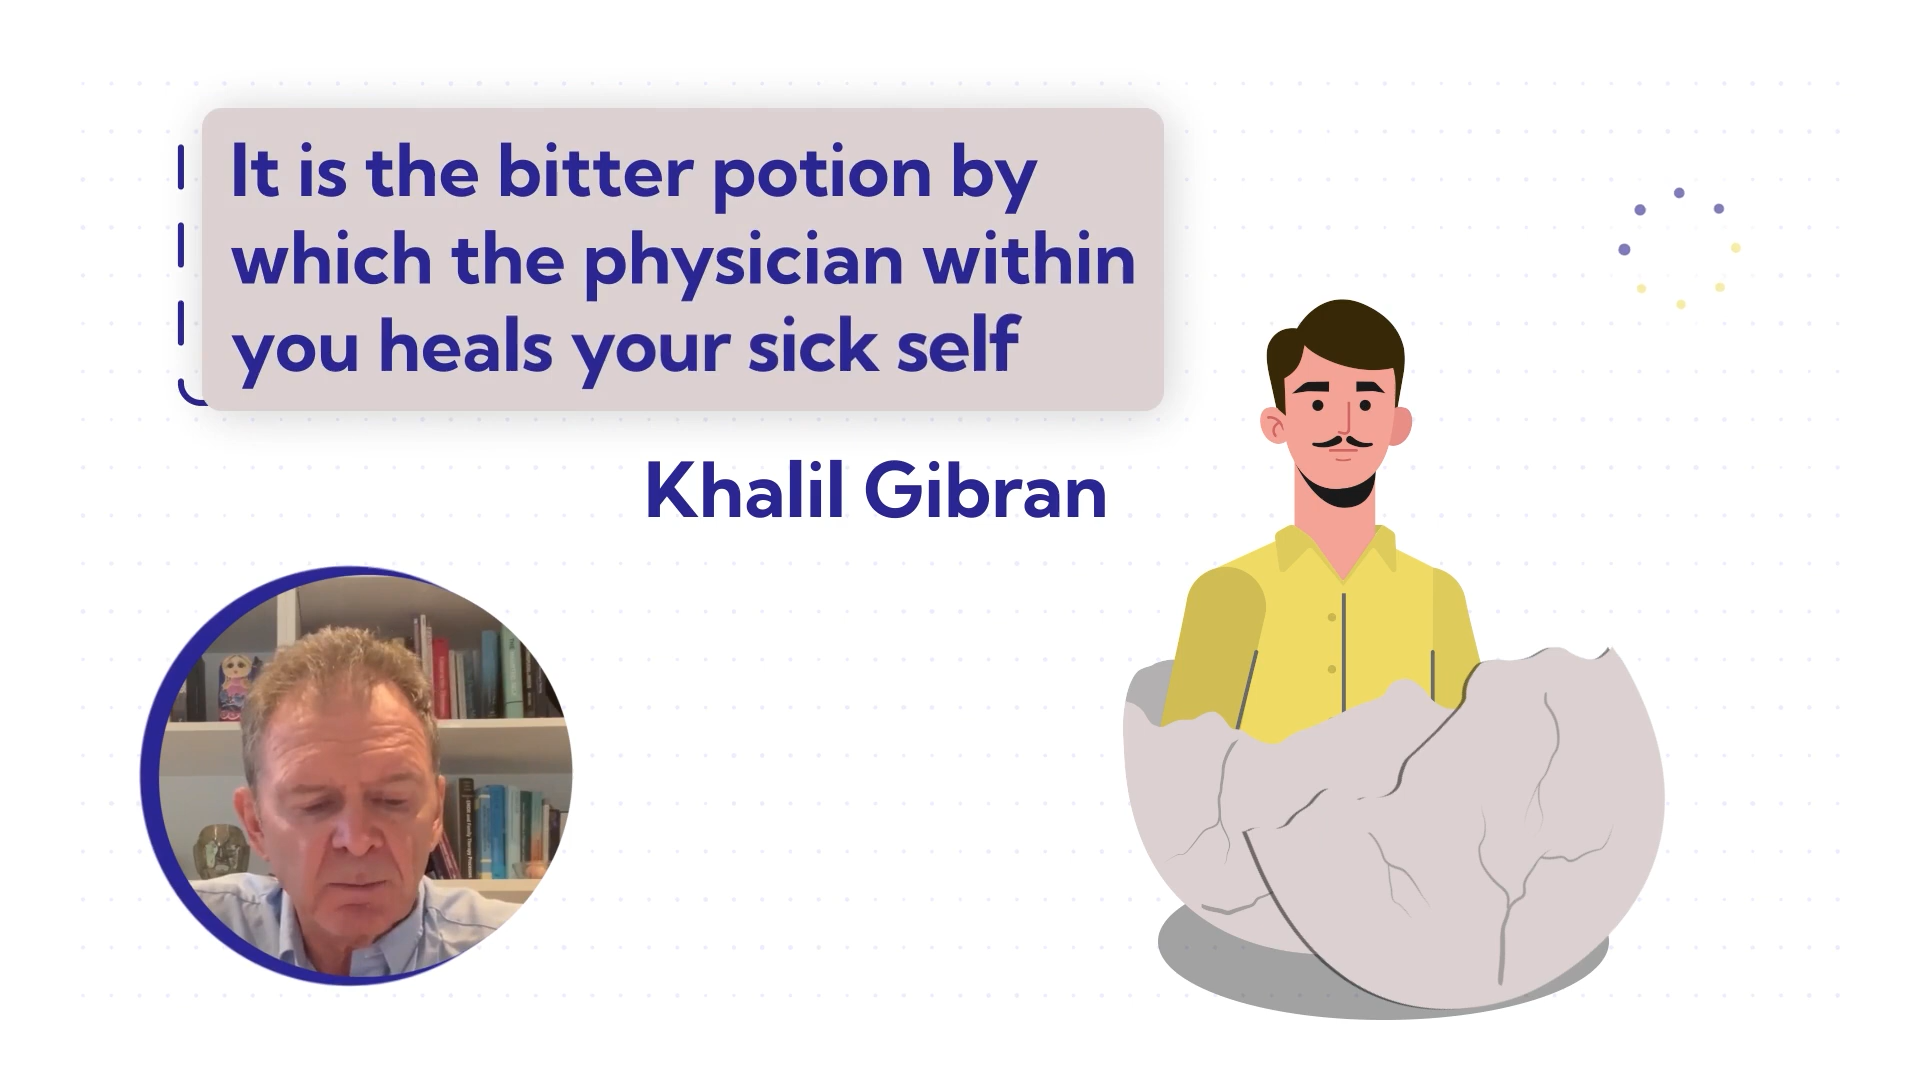 It is the bitter potion by
which the physician within
you heals your sick self
Khalil Gibran